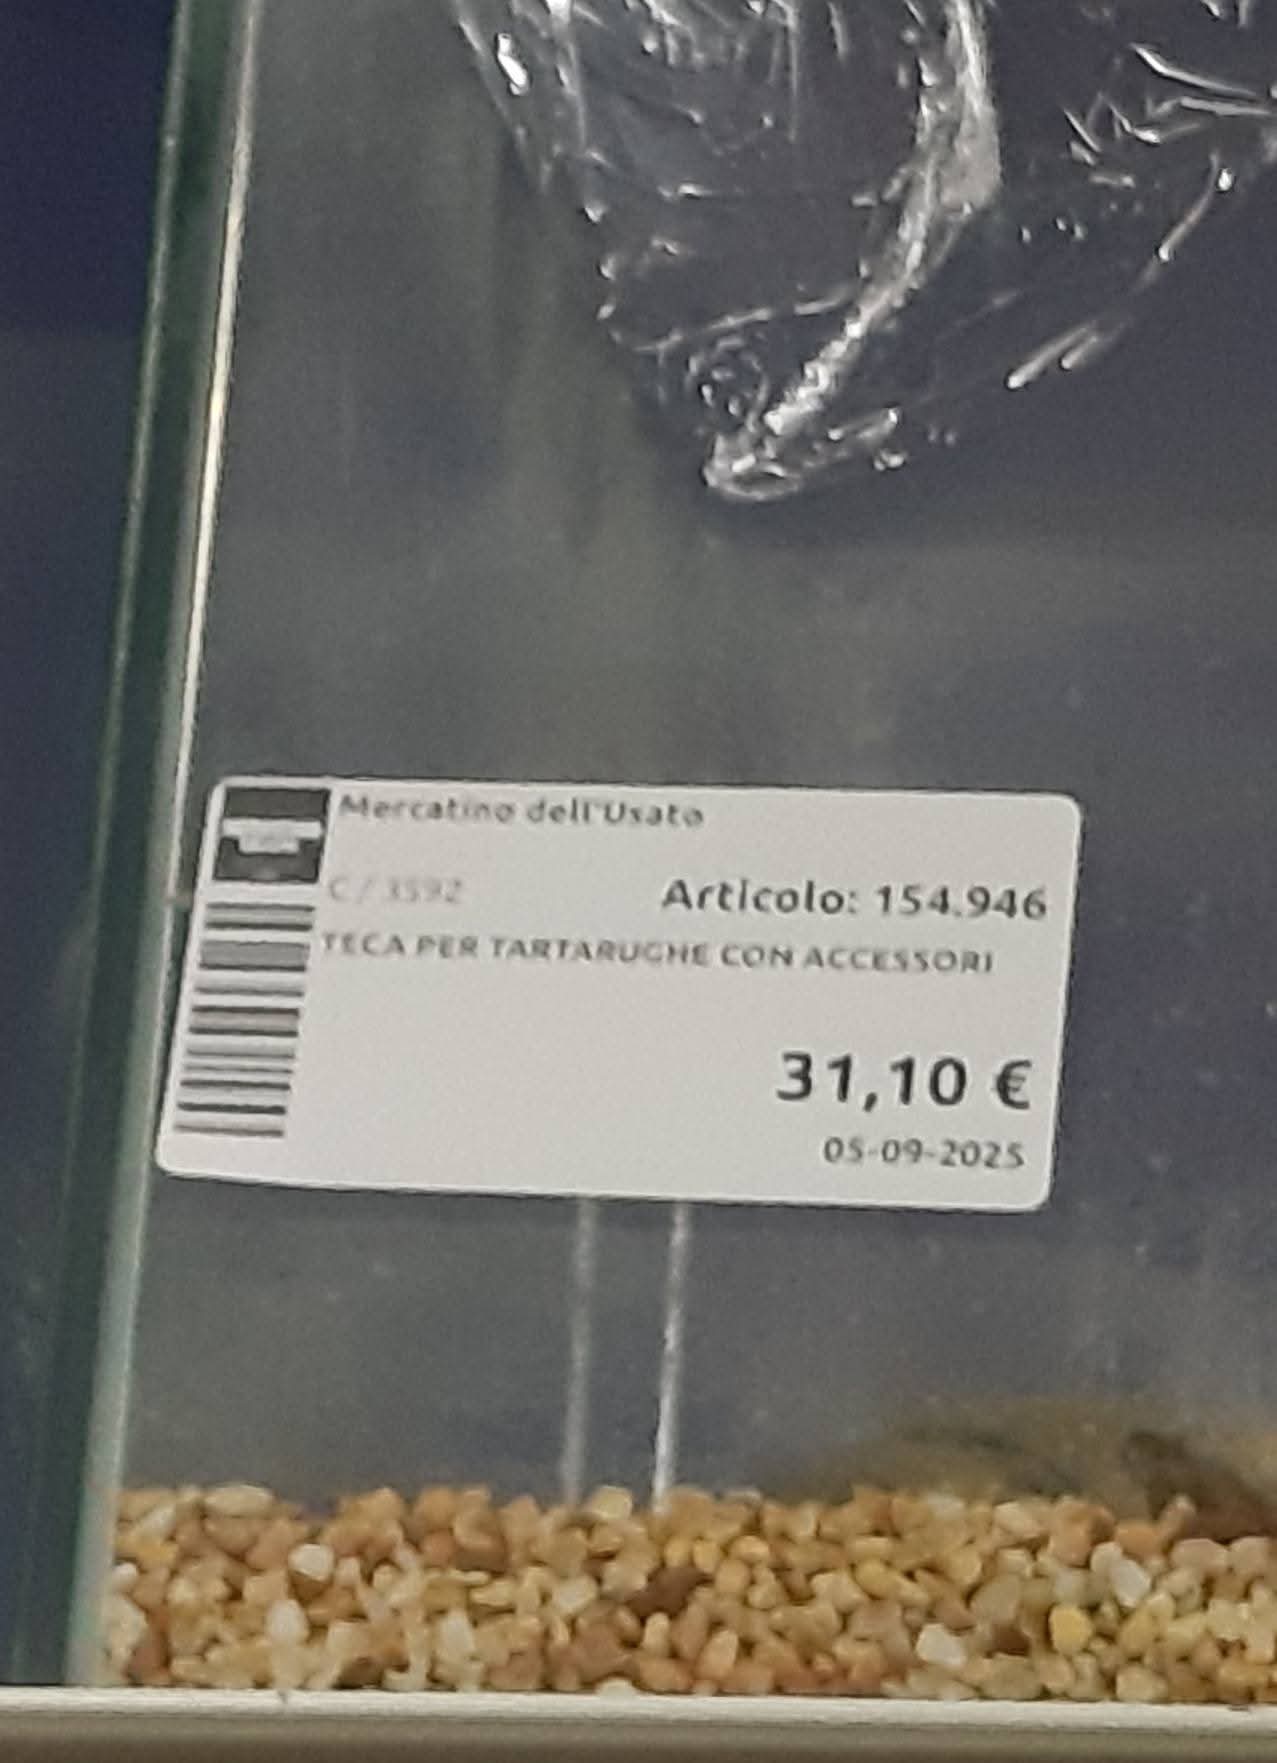 Mercatino dell'Usato
C / 3592
Articolo: 154.946
TECA PER TARTARUGHE CON ACCESSORI
31,10 €
05-09-2025